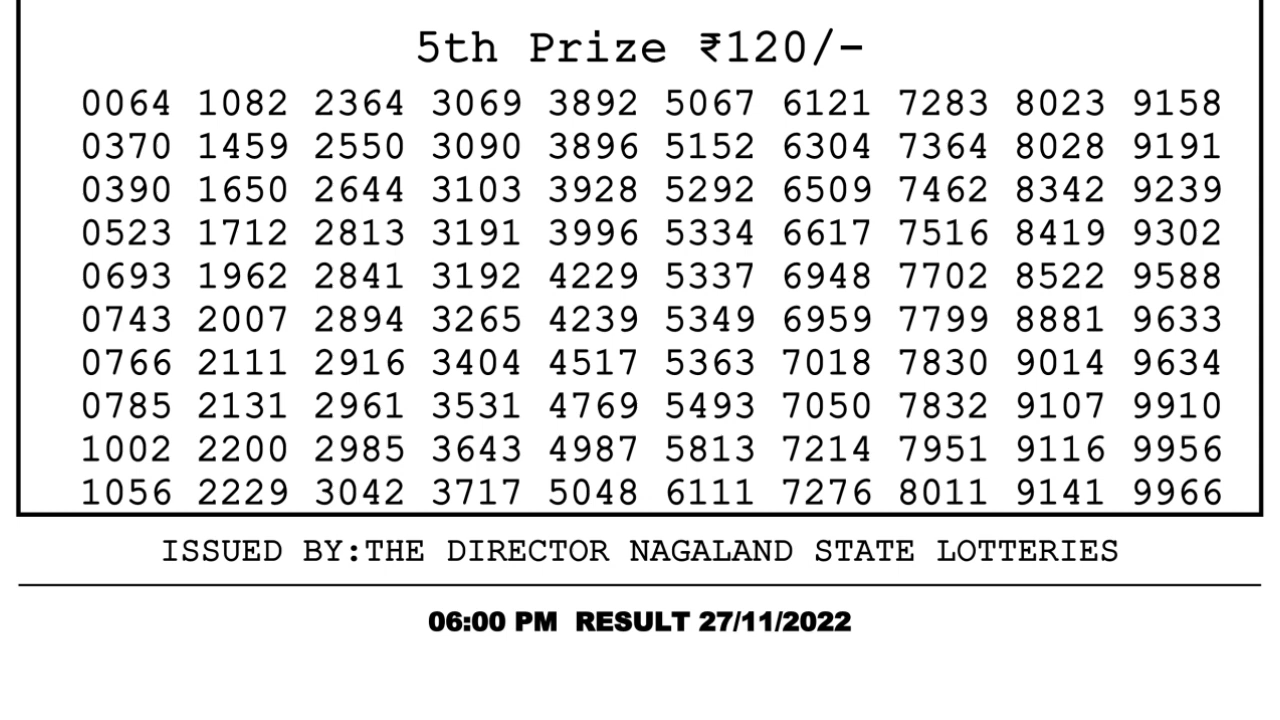 5th Prize ₹120/-
0064 1082 2364 3069 3892 5067 6121 7283 8023 9158
0370 1459 2550 3090 3896 5152 6304 7364 8028 9191
0390 1650 2644 3103 3928 5292 6509 7462 8342 9239
0523 1712 2813 3191 3996 5334 6617 7516 8419 9302
0693 1962 2841 3192 4229 5337 6948 7702 8522 9588
0743 2007 2894 3265 4239 5349 6959 7799 8881 9633
0766 2111 2916 3404 4517 5363 7018 7830 9014 9634
0785 2131 2961 3531 4769 5493 7050 7832 9107 9910
1002 2200 2985 3643 4987 5813 7214 7951 9116 9956
1056 2229 3042 3717 5048 6111 7276 8011 9141 9966
ISSUED BY:THE DIRECTOR NAGALAND STATE LOTTERIES
06:00 PM RESULT 27/11/2022